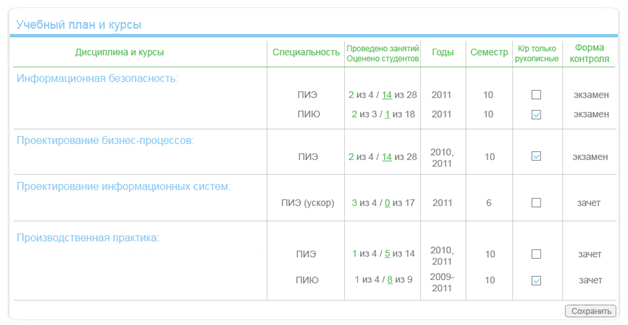 Учебный план и курсы
Дисциплина и курсы Специальность Проведено занятий Оценено студентов Годы Семестр К/р только рукописные Форма контроля
Информационная безопасность:
ПИЭ 2 из 4 / 14 из 28 2011 10 экзамен
ПИЮ 2 из 3 / 1 из 18 2011 10 экзамен
Проектирование бизнес-процессов:
ПИЭ 2 из 4 / 14 из 28 2010, 2011 10 экзамен
Проектирование информационных систем:
ПИЭ (ускор) 3 из 4 / 0 из 17 2011 6 зачет
Производственная практика:
ПИЭ 1 из 4 / 5 из 14 2010, 2011 10 зачет
ПИЮ 1 из 4 / 8 из 9 2009-2011 10 зачет
Сохранить